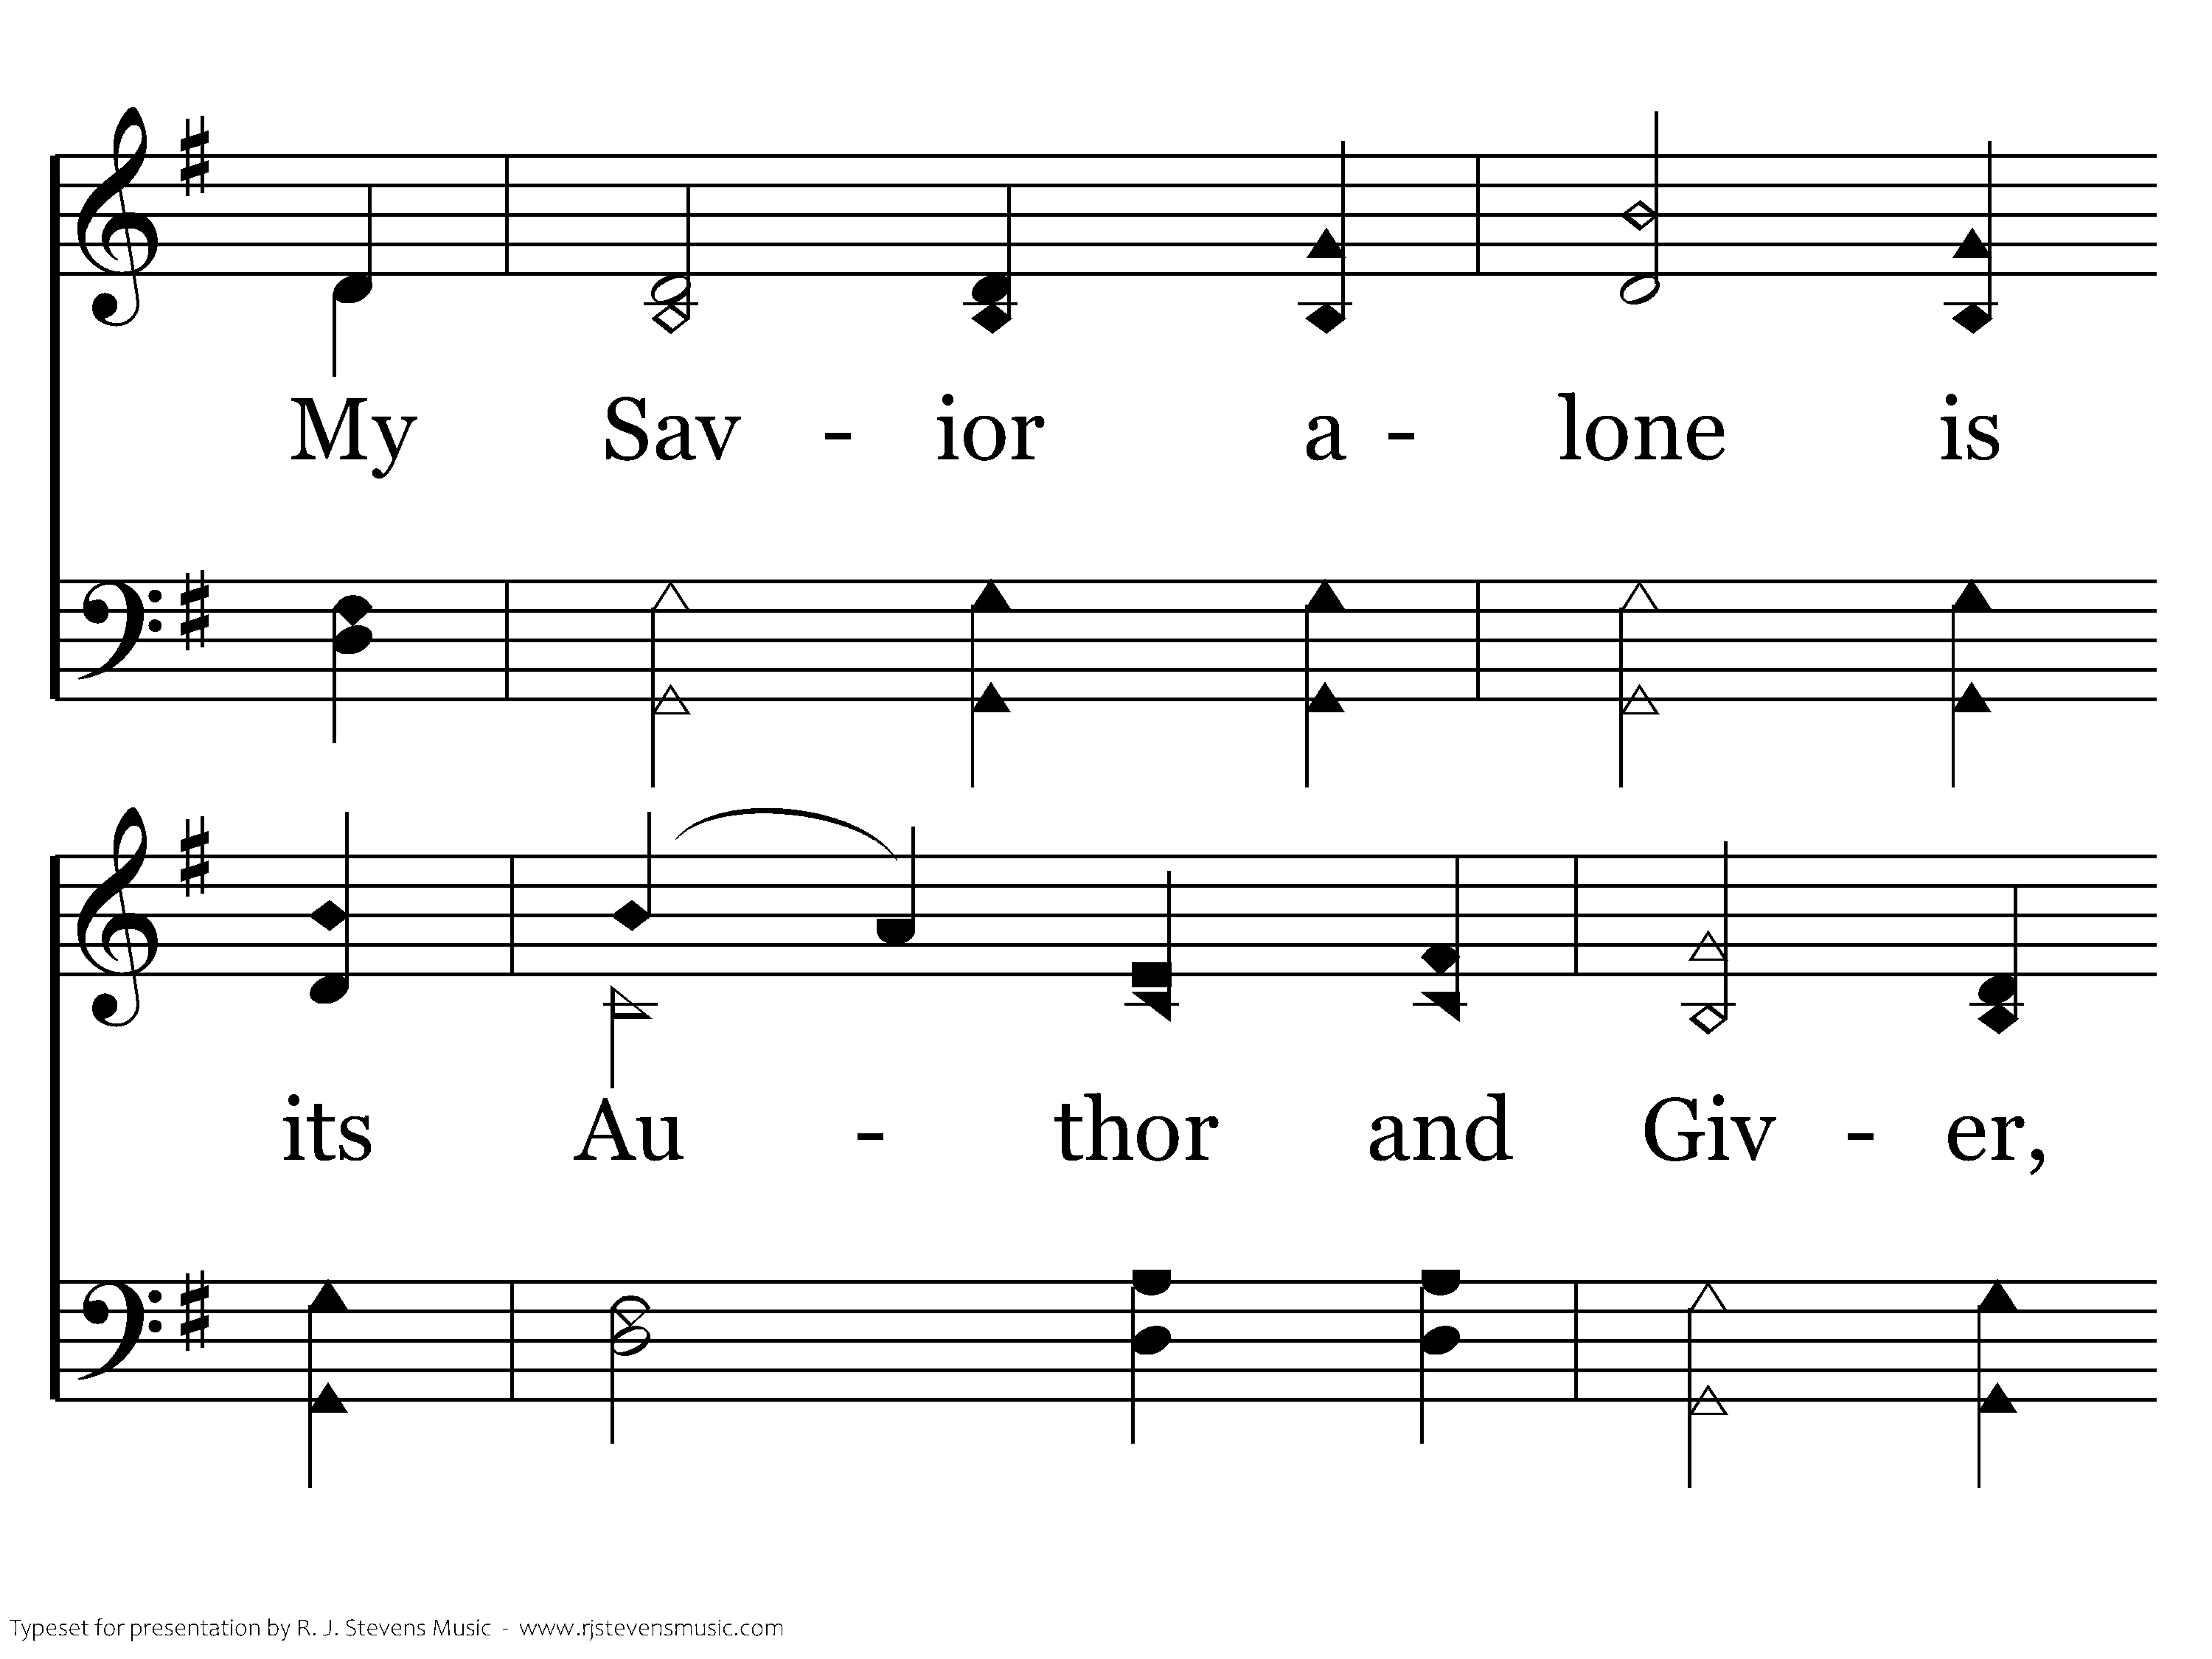 My Sav - ior a - lone is
its Au - thor and Giv - er,
Typeset for presentation by R. J. Stevens Music - www.rjstevensmusic.com